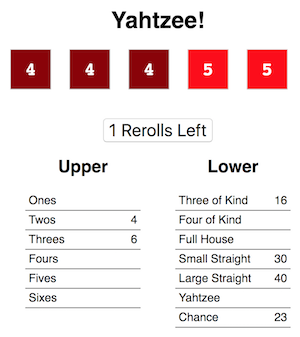 Yahtzee!
4 4 4 5 5
1 Rerolls Left
Upper
Ones
Twos 4
Threes 6
Fours
Fives
Sixes
Lower
Three of Kind 16
Four of Kind
Full House
Small Straight 30
Large Straight 40
Yahtzee
Chance 23